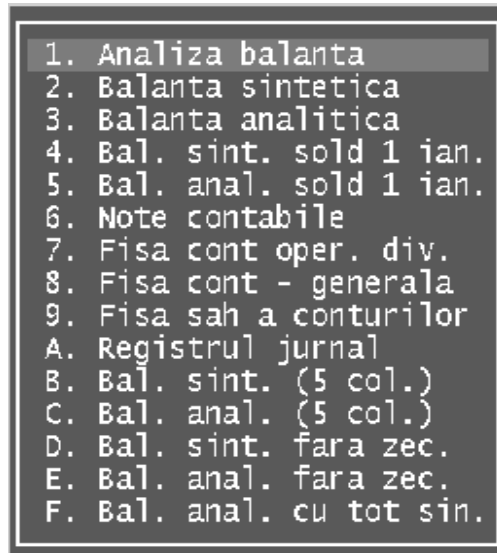 1. Analiza balanta
2. Balanta sintetica
3. Balanta analitica
4. Bal. sint. sold 1 ian.
5. Bal. anal. sold 1 ian.
6. Note contabile
7. Fisa cont oper. div.
8. Fisa cont - generala
9. Fisa sah a conturilor
A. Registrul jurnal
B. Bal. sint. (5 col.)
C. Bal. anal. (5 col.)
D. Bal. sint. fara zec.
E. Bal. anal. fara zec.
F. Bal. anal. cu tot sin.